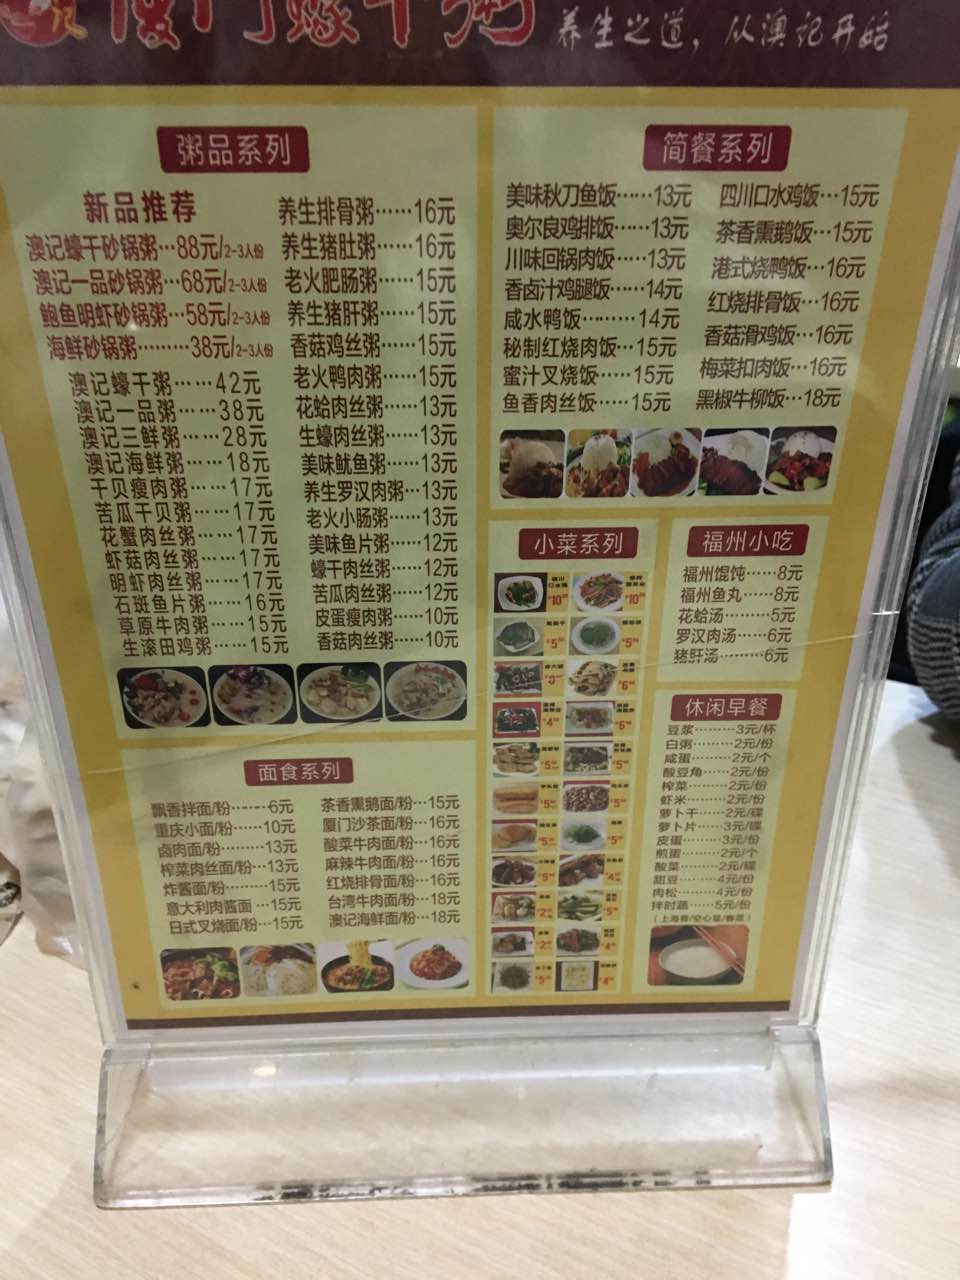 厦门蠔干粥
养生之道，从澳记开始
粥品系列
新品推荐
澳记蠔干砂锅粥···88元/2-3人份
澳记一品砂锅粥···68元/2-3人份
鲍鱼明虾砂锅粥···58元/2-3人份
海鲜砂锅粥·········38元/2-3人份
澳记蠔干粥······42元
澳记一品粥······38元
澳记三鲜粥······28元
澳记海鲜粥······18元
干贝瘦肉粥······17元
苦瓜干贝粥······17元
花蟹肉丝粥······17元
虾菇肉丝粥······17元
明虾肉丝粥······17元
石斑鱼片粥······16元
草原牛肉粥······15元
生滚田鸡粥······15元
养生排骨粥······16元
养生猪肚粥······16元
老火肥肠粥······15元
养生猪肝粥······15元
香菇鸡丝粥······15元
老火鸭肉粥······15元
花蛤肉丝粥······13元
生蠔肉丝粥······13元
美味鱿鱼粥······13元
养生罗汉肉粥···13元
老火小肠粥······13元
美味鱼片粥······12元
蠔干肉丝粥······12元
苦瓜肉丝粥······12元
皮蛋瘦肉粥······10元
香菇肉丝粥······10元
简餐系列
美味秋刀鱼饭······13元
奥尔良鸡排饭······13元
川味回锅肉饭······13元
香卤汁鸡腿饭······14元
咸水鸭饭·········14元
秘制红烧肉饭···15元
蜜汁叉烧饭······15元
鱼香肉丝饭······15元
四川口水鸡饭···15元
茶香熏鹅饭···15元
港式烧鸭饭···16元
红烧排骨饭···16元
香菇滑鸡饭···16元
梅菜扣肉饭···16元
黑椒牛柳饭···18元
小菜系列
福州小吃
福州馄饨······8元
福州鱼丸······8元
花蛤汤·········5元
罗汉肉汤······6元
猪肝汤·········6元
休闲早餐
豆浆·········3元/杯
白粥·········2元/份
咸蛋·········2元/个
酸豆角······2元/份
榨菜·········2元/份
虾米·········2元/份
萝卜干······2元/碟
萝卜片······3元/碟
皮蛋·········3元/份
煎蛋·········2元/个
酸菜·········2元/碟
甜豆·········4元/份
肉松·········4元/份
拌时蔬······5元/份
面食系列
飘香拌面/粉·······6元
重庆小面/粉······10元
卤肉面/粉·········13元
榨菜肉丝面/粉···13元
炸酱面/粉·········15元
意大利肉酱面 ···15元
日式叉烧面/粉···15元
茶香熏鹅面/粉···15元
厦门沙茶面/粉···16元
酸菜牛肉面/粉···16元
麻辣牛肉面/粉···16元
红烧排骨面/粉···16元
台湾牛肉面/粉···18元
澳记海鲜面/粉···18元